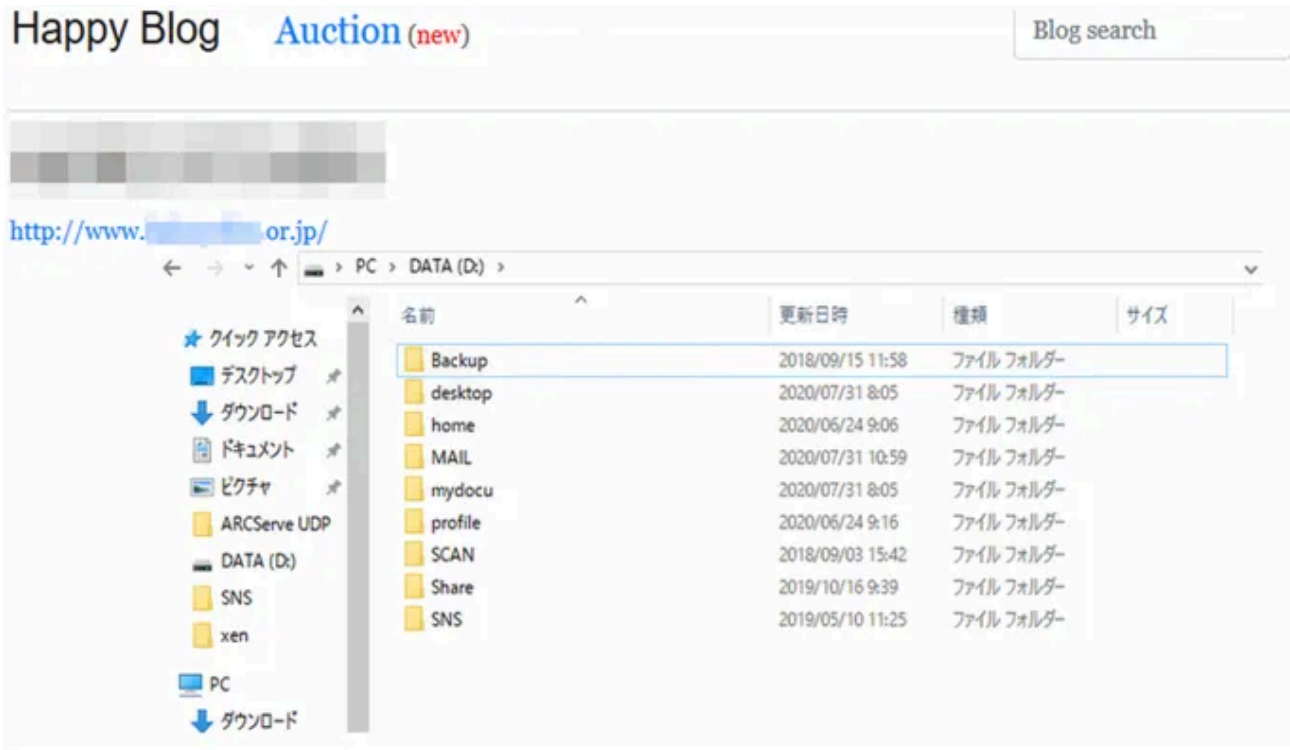 Happy Blog Auction (new) Blog search
http://www. .or.jp/
PC > DATA (D:) >
名前 更新日時 種類 サイズ
クイック アクセス
デスクトップ
ダウンロード
ドキュメント
ピクチャ
ARCServe UDP
DATA (D:)
SNS
xen
PC
ダウンロード
Backup 2018/09/15 11:58 ファイル フォルダー
desktop 2020/07/31 8:05 ファイル フォルダー
home 2020/06/24 9:06 ファイル フォルダー
MAIL 2020/07/31 10:59 ファイル フォルダー
mydocu 2020/07/31 8:05 ファイル フォルダー
profile 2020/06/24 9:16 ファイル フォルダー
SCAN 2018/09/03 15:42 ファイル フォルダー
Share 2019/10/16 9:39 ファイル フォルダー
SNS 2019/05/10 11:25 ファイル フォルダー